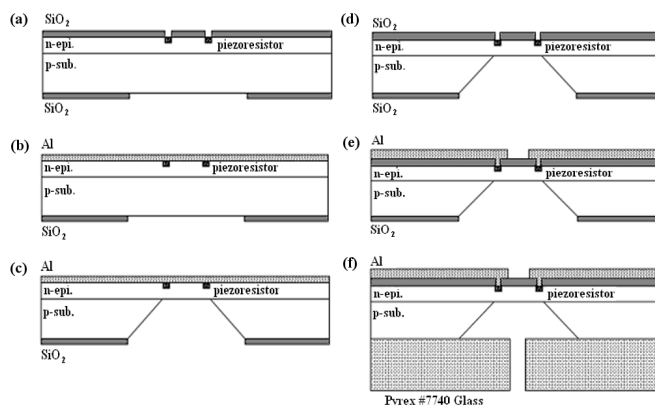 (a)
SiO2
n-epi.
piezoresistor
p-sub.
SiO2
(b)
Al
n-epi.
piezoresistor
p-sub.
SiO2
(c)
Al
n-epi.
piezoresistor
p-sub.
SiO2
(d)
SiO2
n-epi.
piezoresistor
p-sub.
SiO2
(e)
Al
n-epi.
piezoresistor
p-sub.
SiO2
(f)
Al
n-epi.
piezoresistor
p-sub.
Pyrex #7740 Glass